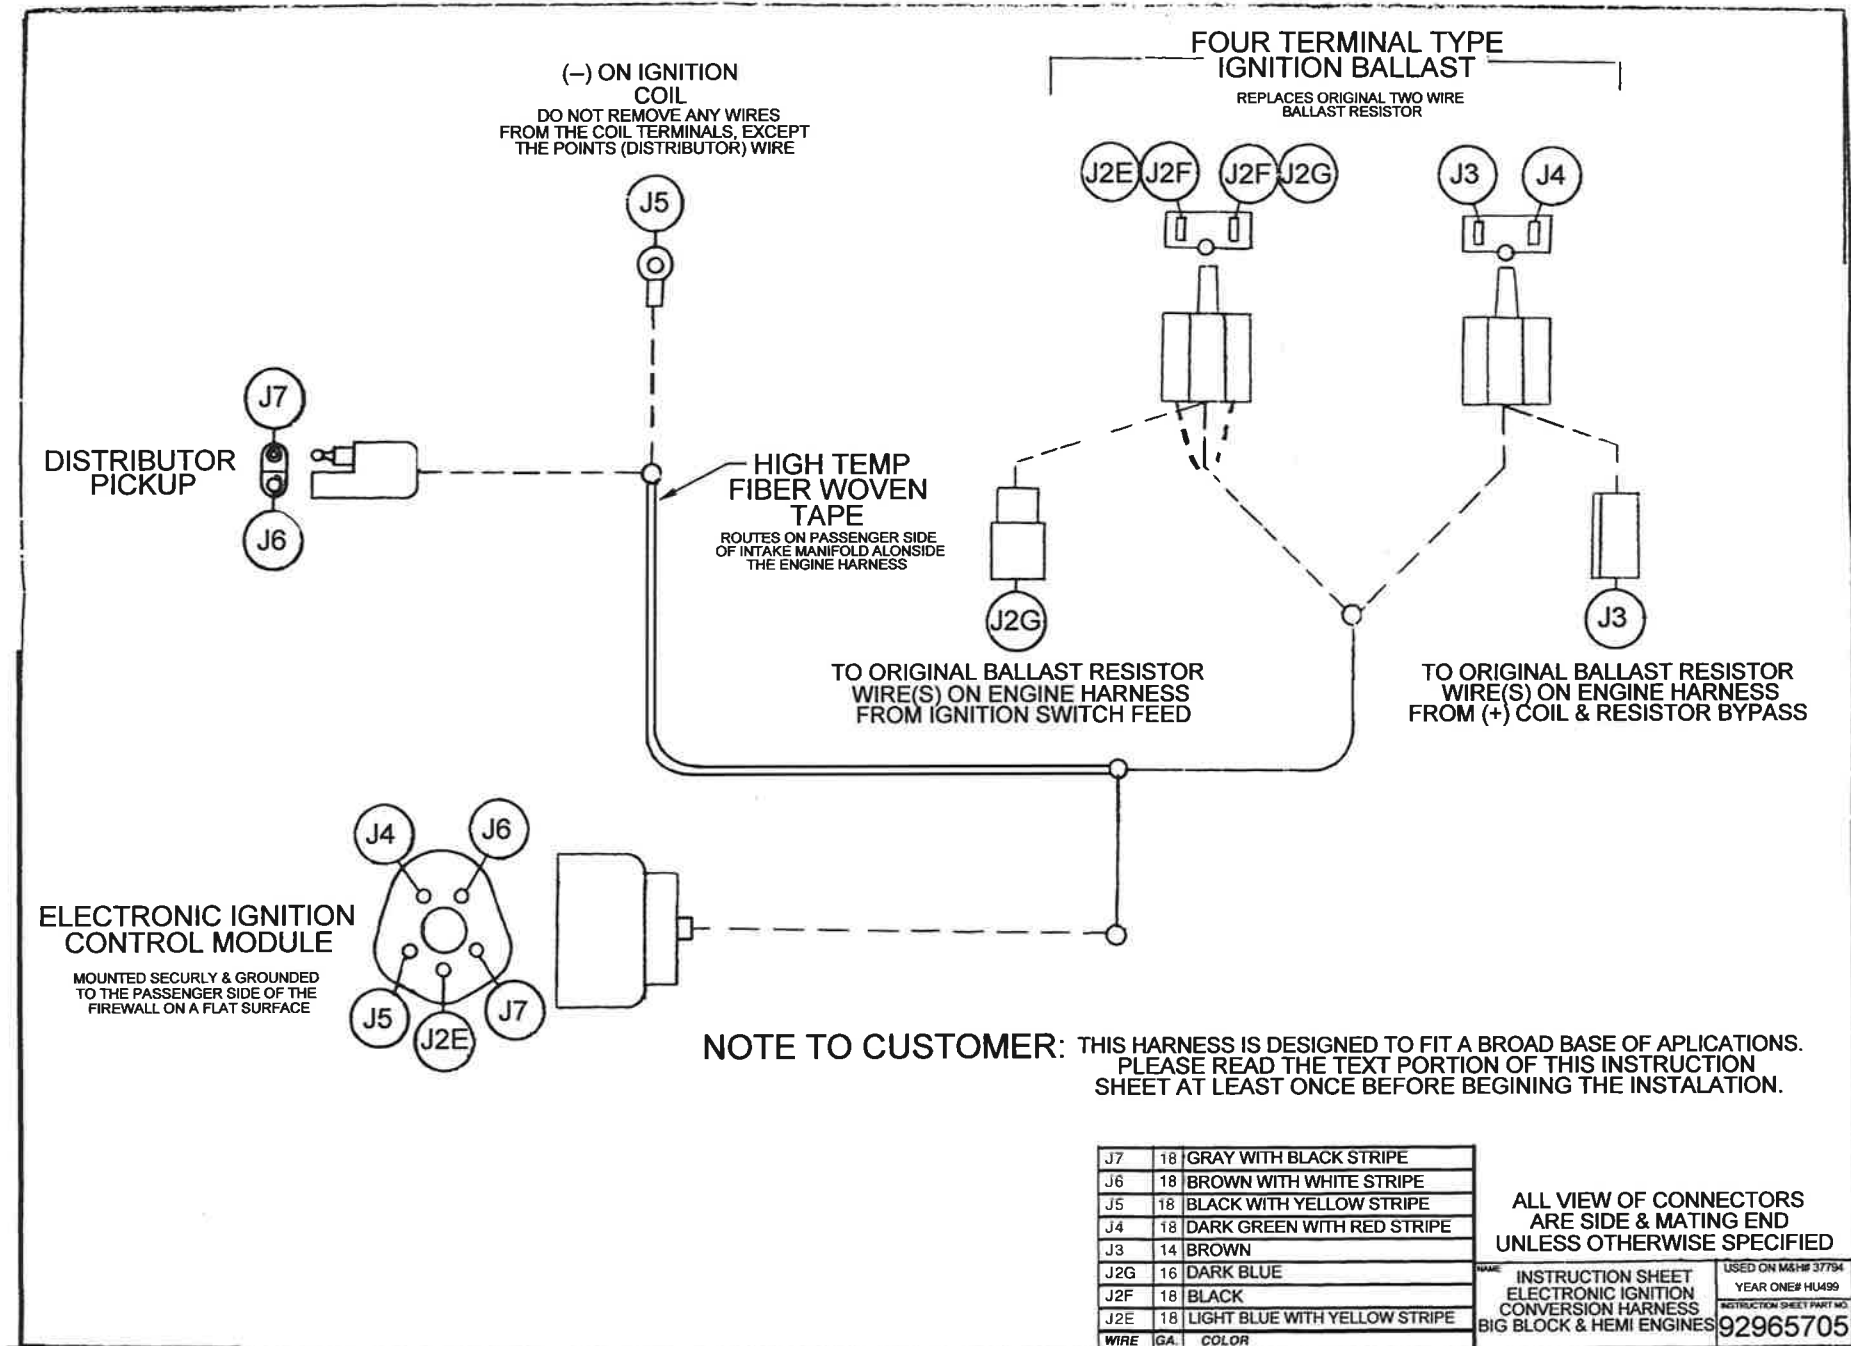 (–) ON IGNITION
COIL
DO NOT REMOVE ANY WIRES
FROM THE COIL TERMINALS, EXCEPT
THE POINTS (DISTRIBUTOR) WIRE
J5
FOUR TERMINAL TYPE
IGNITION BALLAST
REPLACES ORIGINAL TWO WIRE
BALLAST RESISTOR
J2E J2F J2F J2G
J3 J4
J7
DISTRIBUTOR
PICKUP
J6
HIGH TEMP
FIBER WOVEN
TAPE
ROUTES ON PASSENGER SIDE
OF INTAKE MANIFOLD ALONSIDE
THE ENGINE HARNESS
J2G
TO ORIGINAL BALLAST RESISTOR
WIRE(S) ON ENGINE HARNESS
FROM IGNITION SWITCH FEED
J3
TO ORIGINAL BALLAST RESISTOR
WIRE(S) ON ENGINE HARNESS
FROM (+) COIL & RESISTOR BYPASS
J4 J6
ELECTRONIC IGNITION
CONTROL MODULE
MOUNTED SECURLY & GROUNDED
TO THE PASSENGER SIDE OF THE
FIREWALL ON A FLAT SURFACE
J5 J2E J7
NOTE TO CUSTOMER: THIS HARNESS IS DESIGNED TO FIT A BROAD BASE OF APLICATIONS.
PLEASE READ THE TEXT PORTION OF THIS INSTRUCTION
SHEET AT LEAST ONCE BEFORE BEGINING THE INSTALATION.
J7 18 GRAY WITH BLACK STRIPE
J6 18 BROWN WITH WHITE STRIPE
J5 18 BLACK WITH YELLOW STRIPE
J4 18 DARK GREEN WITH RED STRIPE
J3 14 BROWN
J2G 16 DARK BLUE
J2F 18 BLACK
J2E 18 LIGHT BLUE WITH YELLOW STRIPE
WIRE GA. COLOR
ALL VIEW OF CONNECTORS
ARE SIDE & MATING END
UNLESS OTHERWISE SPECIFIED
NAME
INSTRUCTION SHEET
ELECTRONIC IGNITION
CONVERSION HARNESS
BIG BLOCK & HEMI ENGINES
USED ON M&H# 37794
YEAR ONE# HU499
INSTRUCTION SHEET PART NO.
92965705